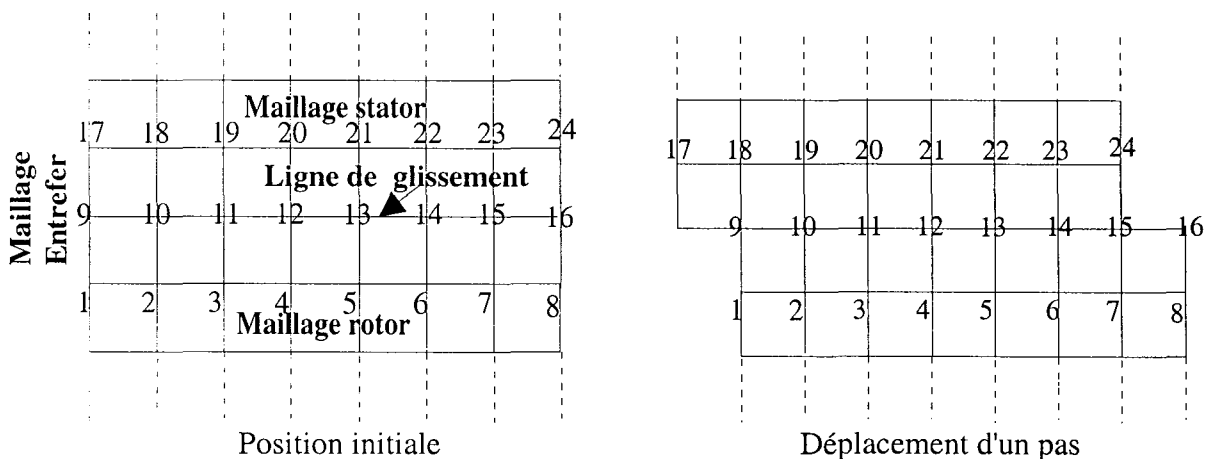 Maillage stator
17 18 19 20 21 22 23 24
Ligne de glissement
9 10 11 12 13 14 15 16
Maillage
Entrefer
1 2 3 4 5 6 7 8
Maillage rotor
Position initiale
17 18 19 20 21 22 23 24
9 10 11 12 13 14 15 16
1 2 3 4 5 6 7 8
Déplacement d'un pas